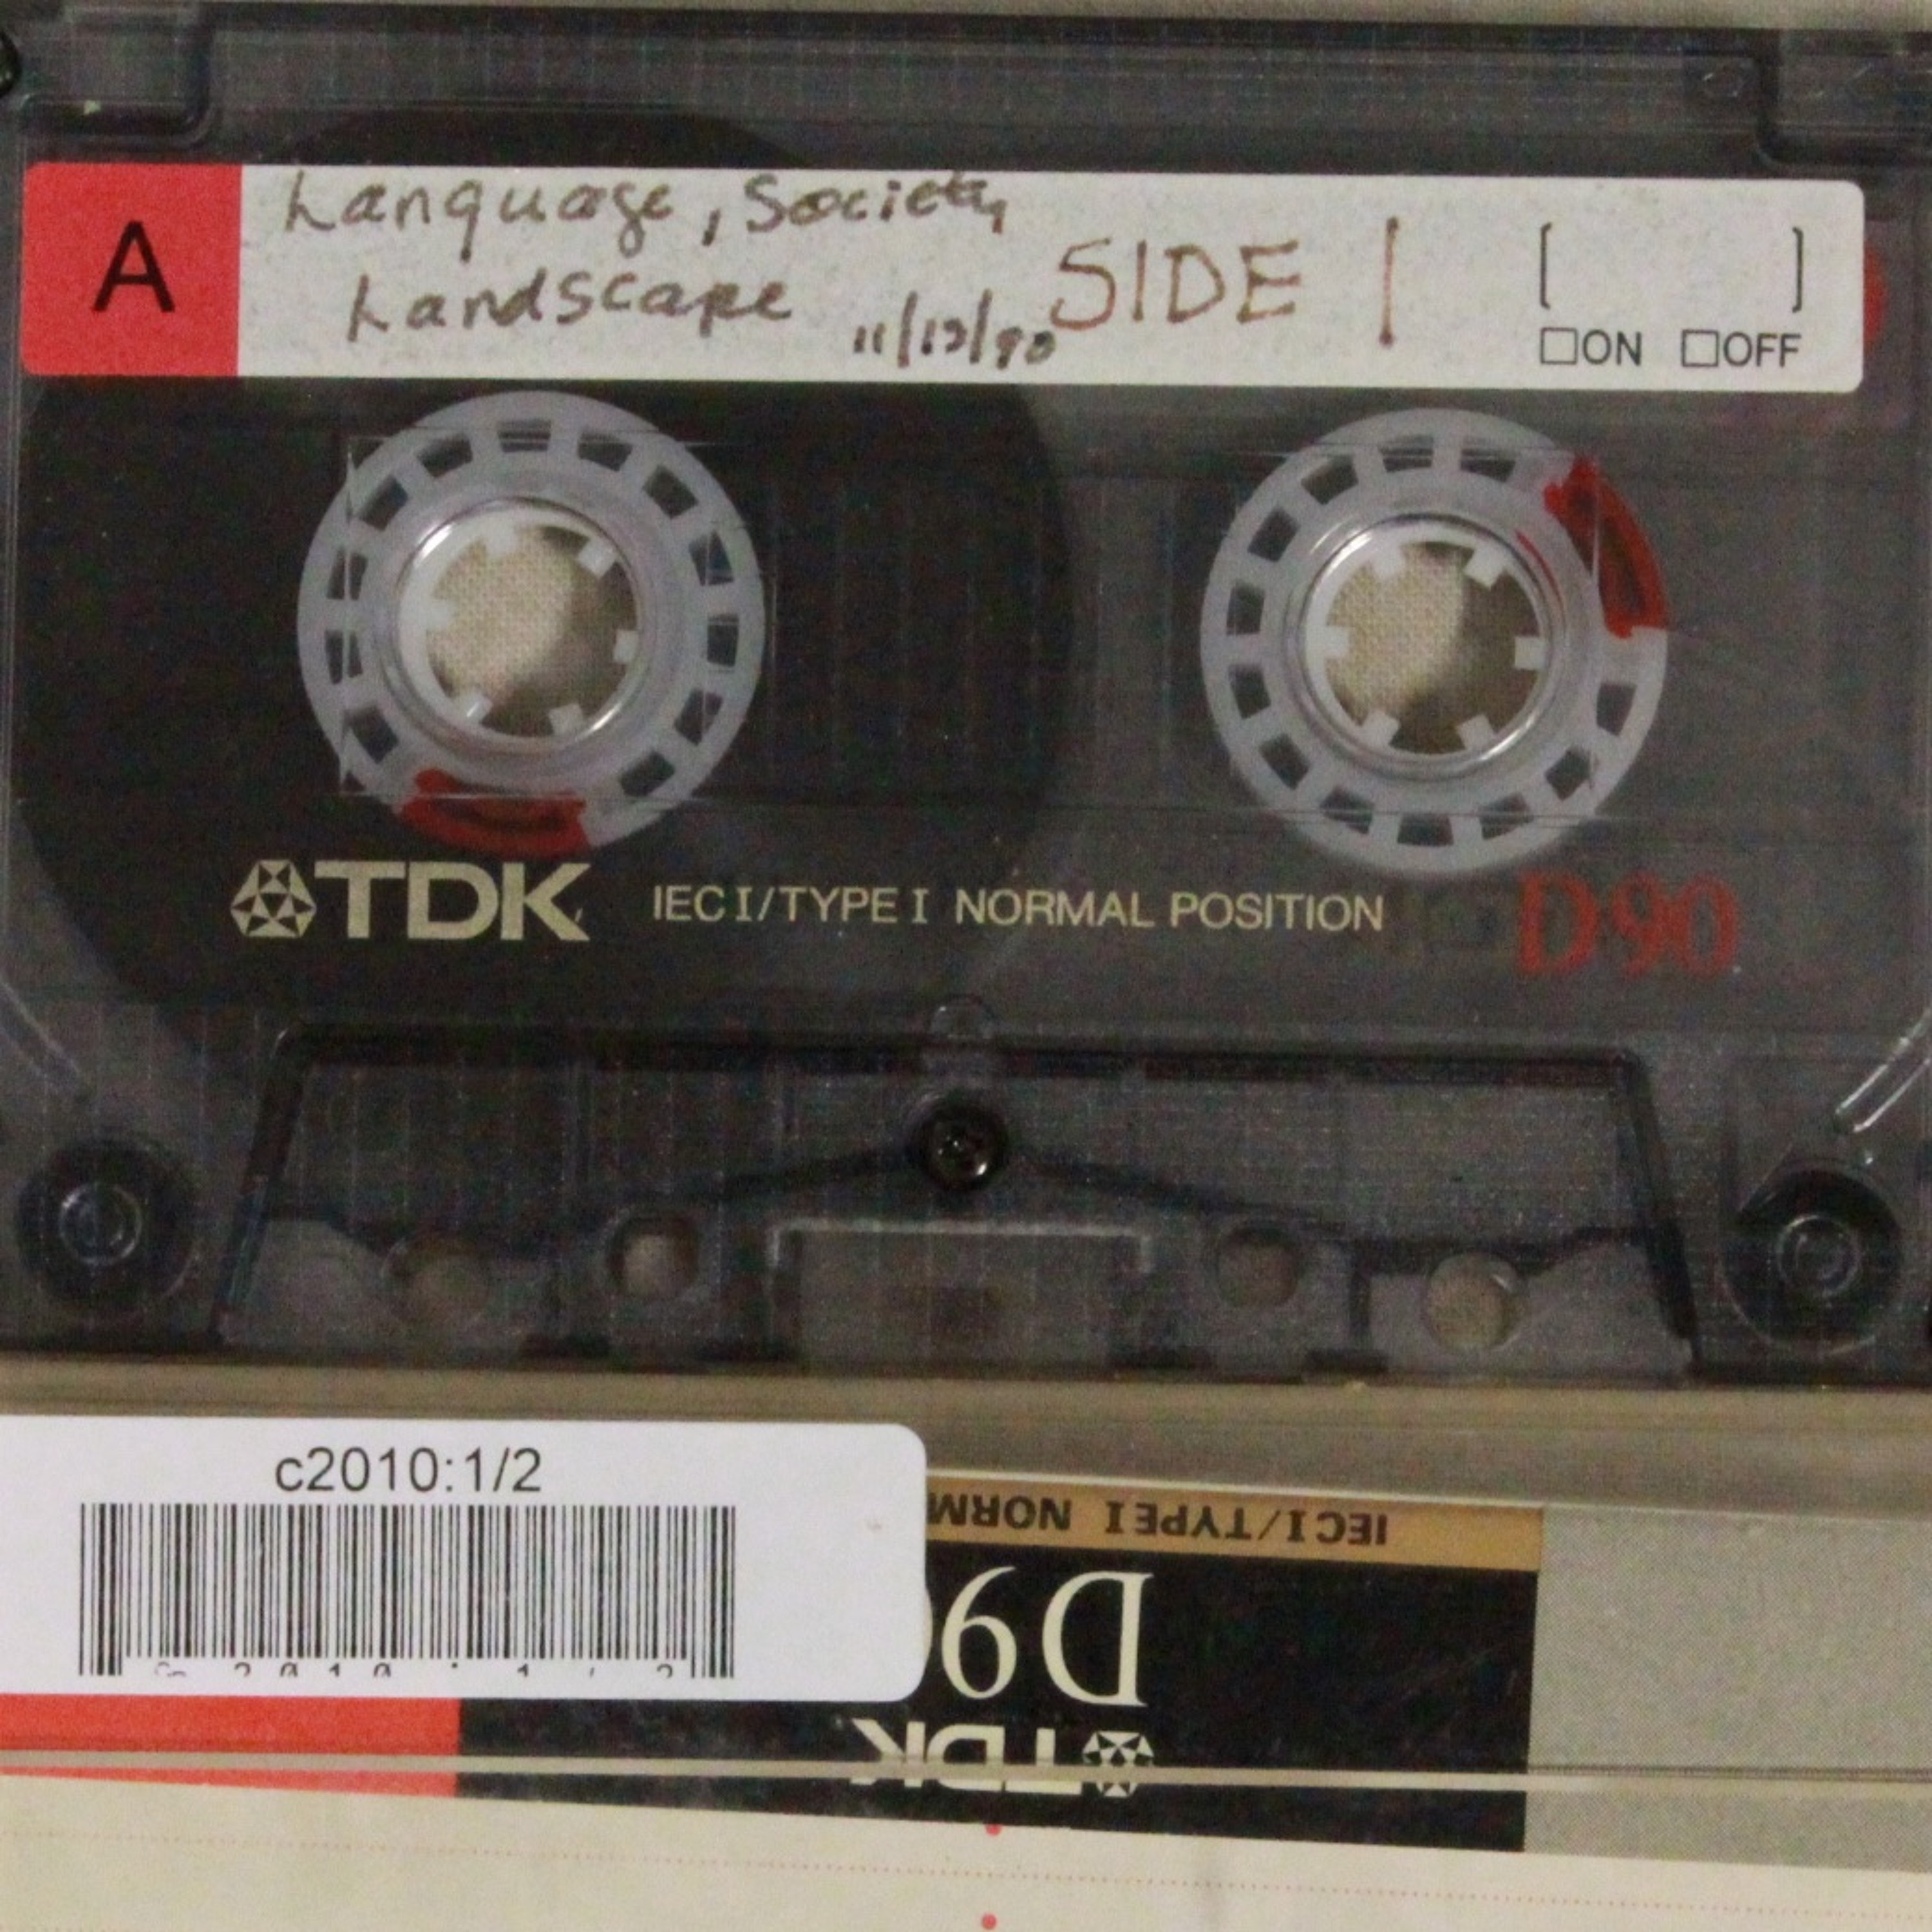 A
Language, Society
Landscape 11/13/90 SIDE 1
[ ]
☐ON ☐OFF
TDK IEC I/TYPE I NORMAL POSITION D90
c2010:1/2
IEC I/TYPE I NORM
D9
TDK